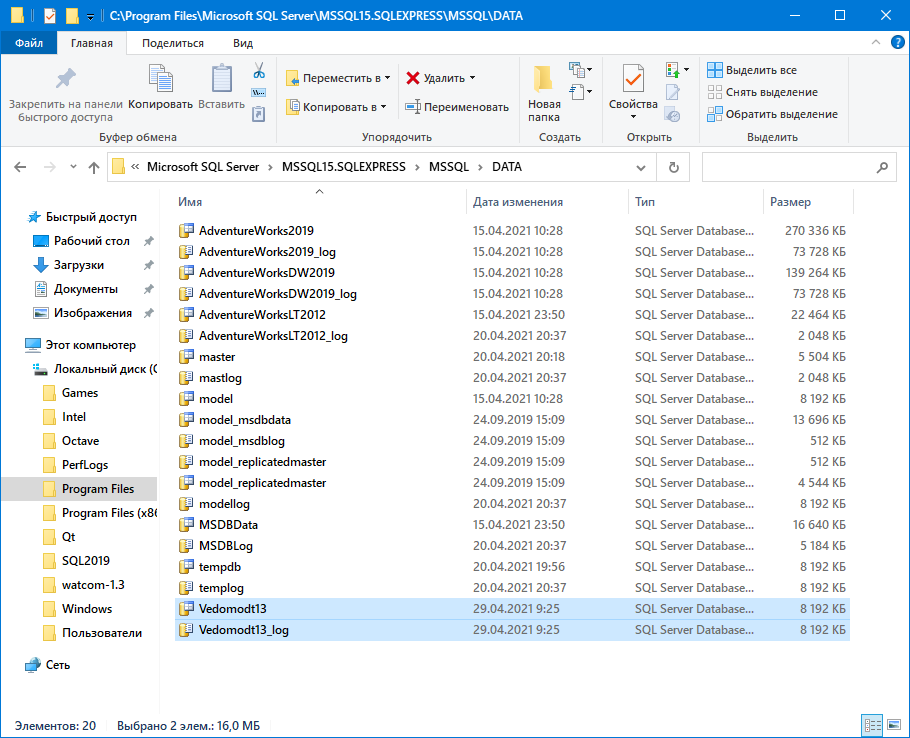 C:\Program Files\Microsoft SQL Server\MSSQL15.SQLEXPRESS\MSSQL\DATA
Файл Главная Поделиться Вид
Закрепить на панели быстрого доступа
Копировать
Вставить
Буфер обмена
Переместить в
Копировать в
Удалить
Переименовать
Упорядочить
Новая папка
Создать
Свойства
Открыть
Выделить все
Снять выделение
Обратить выделение
Выделить
« Microsoft SQL Server › MSSQL15.SQLEXPRESS › MSSQL › DATA
Быстрый доступ
Рабочий стол
Загрузки
Документы
Изображения
Этот компьютер
Локальный диск (C
Games
Intel
Octave
PerfLogs
Program Files
Program Files (x86
Qt
SQL2019
watcom-1.3
Windows
Пользователи
Сеть
Имя Дата изменения Тип Размер
AdventureWorks2019 15.04.2021 10:28 SQL Server Database... 270 336 КБ
AdventureWorks2019_log 15.04.2021 10:28 SQL Server Database... 73 728 КБ
AdventureWorksDW2019 15.04.2021 10:28 SQL Server Database... 139 264 КБ
AdventureWorksDW2019_log 15.04.2021 10:28 SQL Server Database... 73 728 КБ
AdventureWorksLT2012 15.04.2021 23:50 SQL Server Database... 22 464 КБ
AdventureWorksLT2012_log 20.04.2021 20:37 SQL Server Database... 2 048 КБ
master 20.04.2021 20:18 SQL Server Database... 5 504 КБ
mastlog 20.04.2021 20:37 SQL Server Database... 2 048 КБ
model 15.04.2021 10:28 SQL Server Database... 8 192 КБ
model_msdbdata 24.09.2019 15:09 SQL Server Database... 13 696 КБ
model_msdblog 24.09.2019 15:09 SQL Server Database... 512 КБ
model_replicatedmaster 24.09.2019 15:09 SQL Server Database... 512 КБ
model_replicatedmaster 24.09.2019 15:09 SQL Server Database... 4 544 КБ
modellog 20.04.2021 20:37 SQL Server Database... 8 192 КБ
MSDBData 15.04.2021 23:50 SQL Server Database... 16 640 КБ
MSDBLog 20.04.2021 20:37 SQL Server Database... 5 184 КБ
tempdb 20.04.2021 19:56 SQL Server Database... 8 192 КБ
templog 20.04.2021 20:37 SQL Server Database... 8 192 КБ
Vedomodt13 29.04.2021 9:25 SQL Server Database... 8 192 КБ
Vedomodt13_log 29.04.2021 9:25 SQL Server Database... 8 192 КБ
Элементов: 20 Выбрано 2 элем.: 16,0 МБ